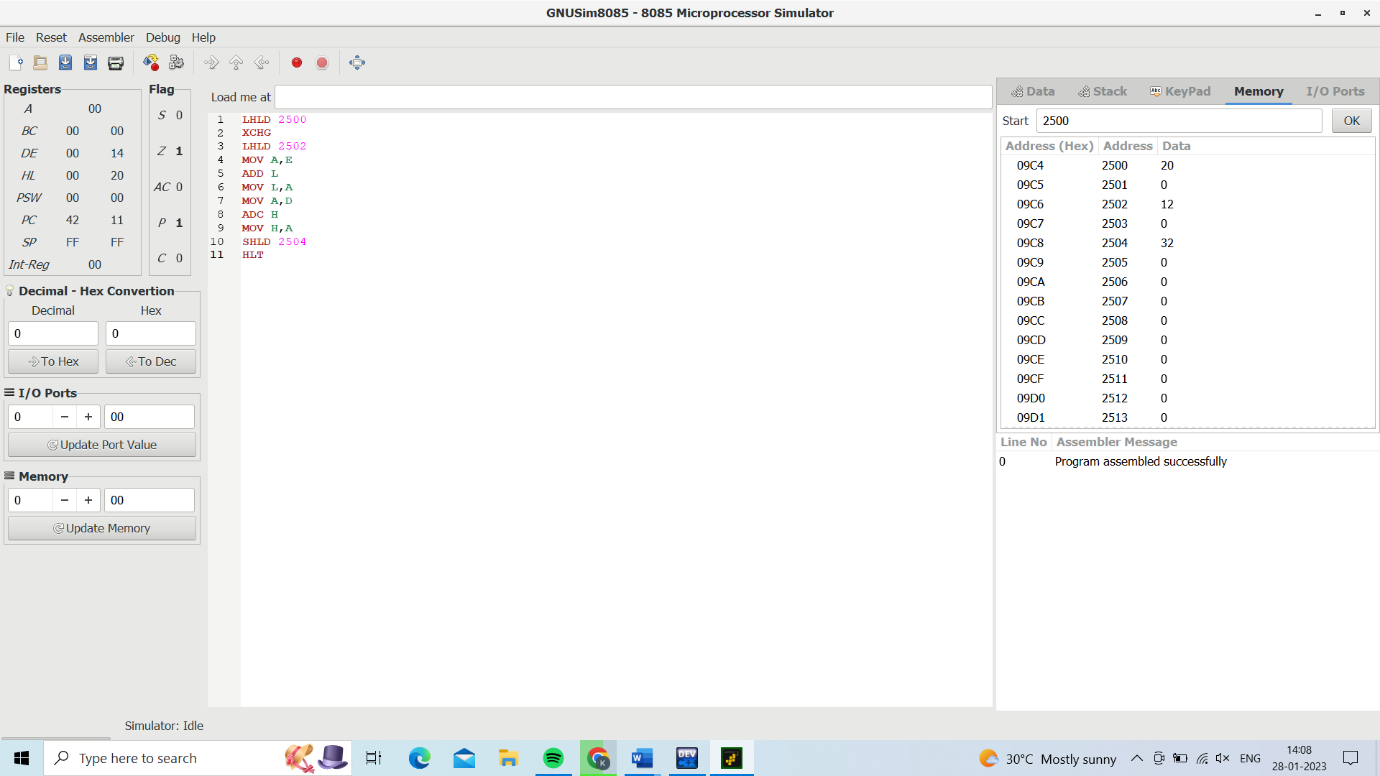 GNUSim8085 - 8085 Microprocessor Simulator
File Reset Assembler Debug Help
Registers
A 00
BC 00 00
DE 00 14
HL 00 20
PSW 00 00
PC 42 11
SP FF FF
Int-Reg 00
Flag
S 0
Z 1
AC 0
P 1
C 0
Decimal - Hex Convertion
Decimal Hex
0 0
To Hex To Dec
I/O Ports
0 − + 00
Update Port Value
Memory
0 − + 00
Update Memory
Load me at
1 LHLD 2500
2 XCHG
3 LHLD 2502
4 MOV A,E
5 ADD L
6 MOV L,A
7 MOV A,D
8 ADC H
9 MOV H,A
10 SHLD 2504
11 HLT
Data Stack Abc KeyPad Memory I/O Ports
Start 2500 OK
Address (Hex) Address Data
09C4 2500 20
09C5 2501 0
09C6 2502 12
09C7 2503 0
09C8 2504 32
09C9 2505 0
09CA 2506 0
09CB 2507 0
09CC 2508 0
09CD 2509 0
09CE 2510 0
09CF 2511 0
09D0 2512 0
09D1 2513 0
Line No Assembler Message
0 Program assembled successfully
Simulator: Idle
Type here to search
K
W
DEV
30°C Mostly sunny
ENG
14:08
28-01-2023